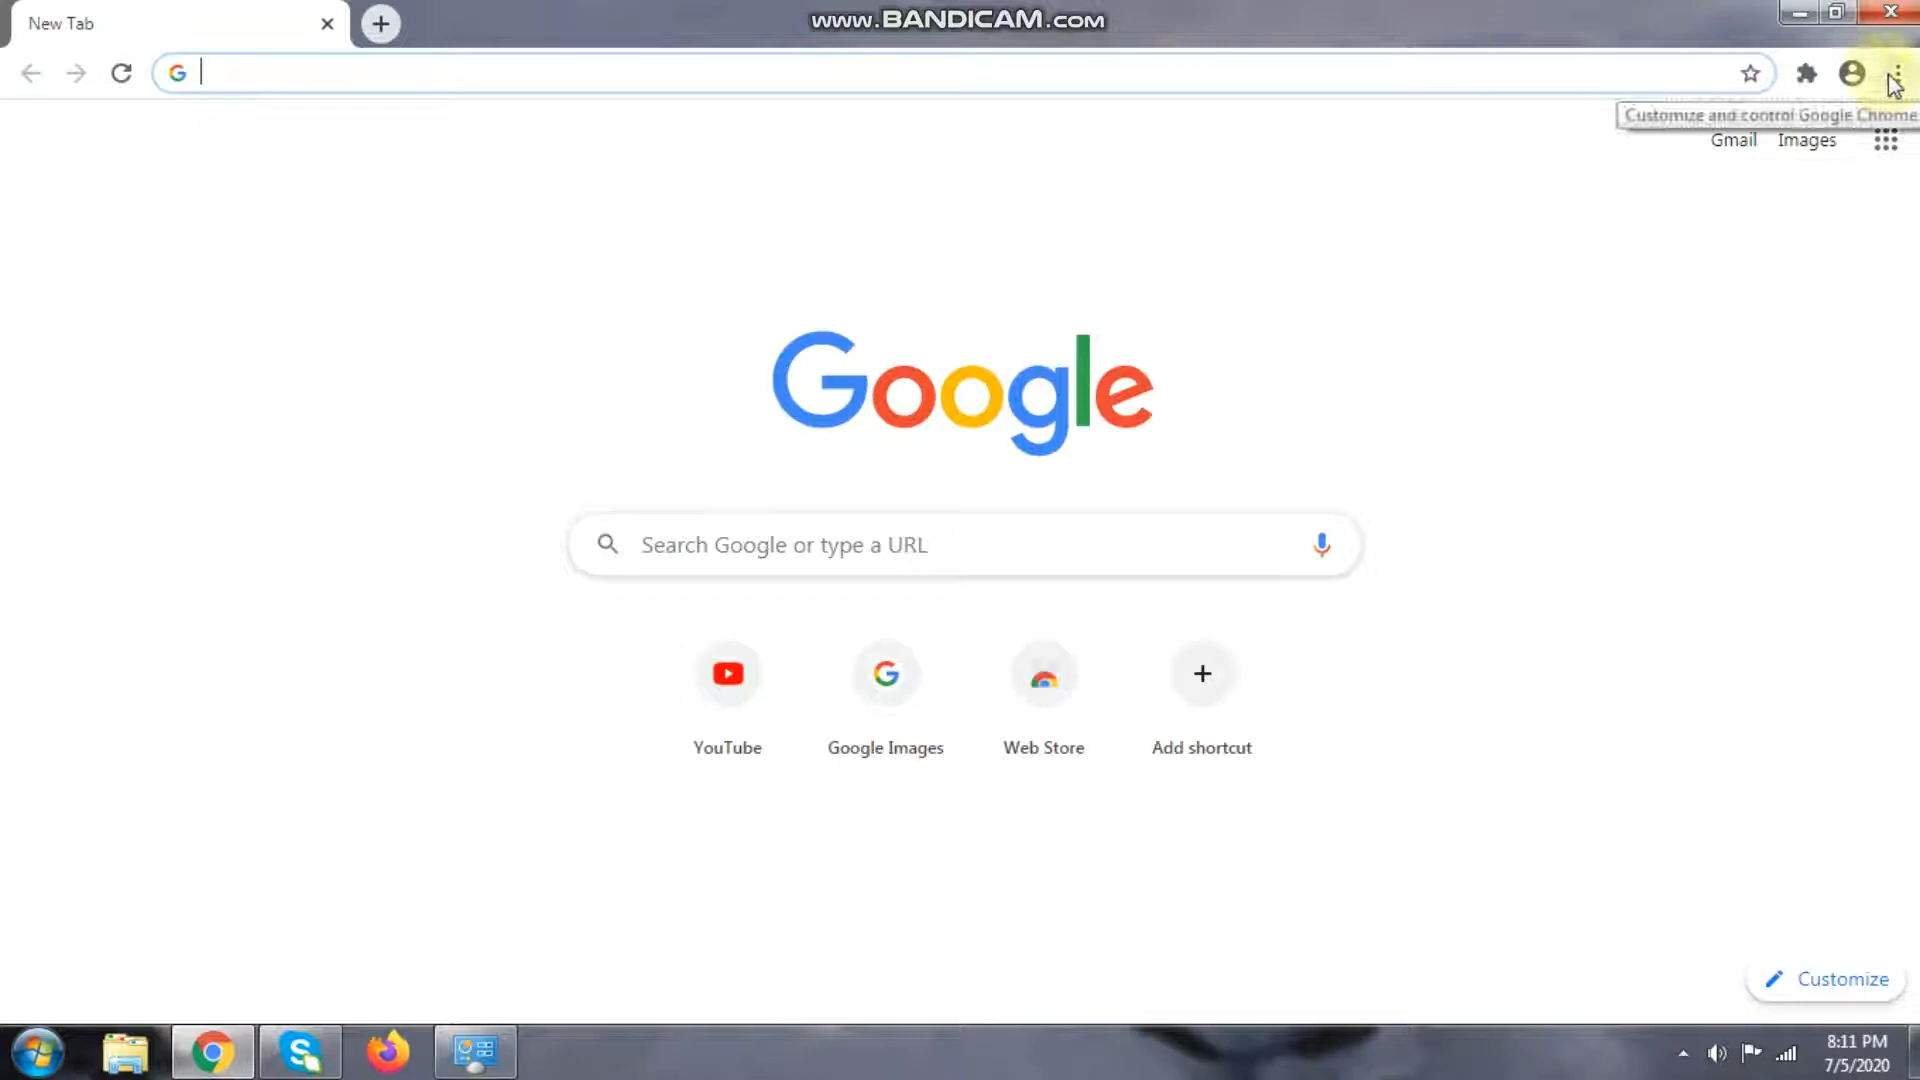 New Tab
www.BANDICAM.com
Customize and control Google Chrome
Gmail Images
Google
Search Google or type a URL
YouTube
Google Images
Web Store
Add shortcut
Customize
8:11 PM
7/5/2020